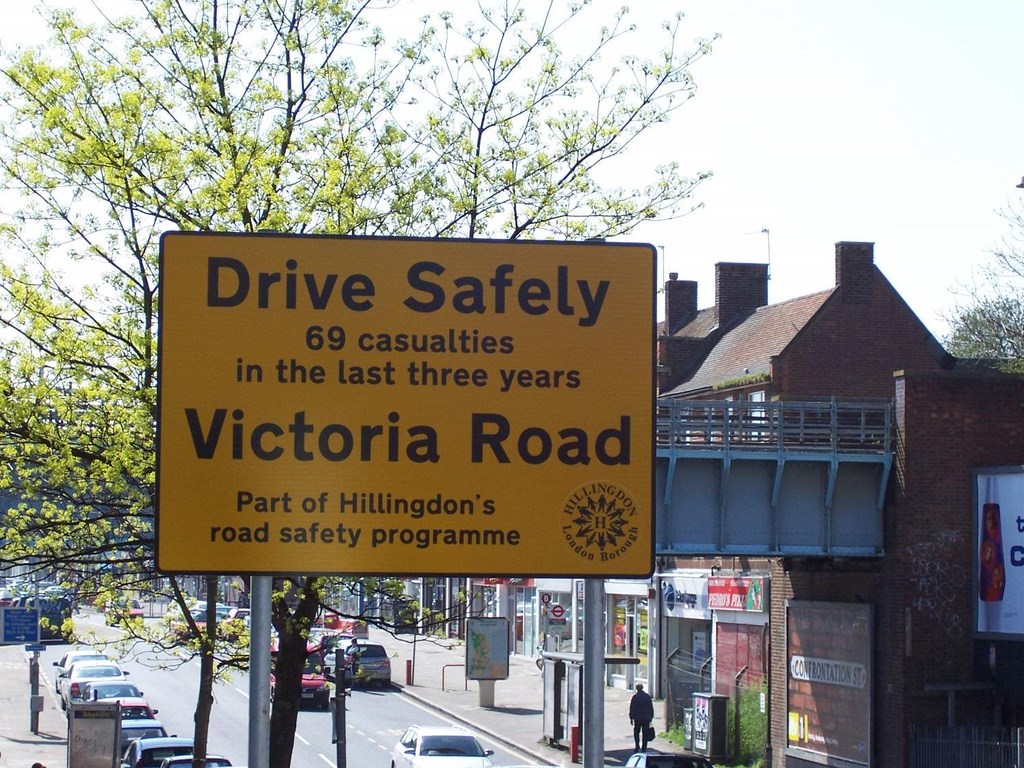 Drive Safely
69 casualties
in the last three years
Victoria Road
Part of Hillingdon's
road safety programme
HILLINGDON
H
London Borough
PEDRO'S
CONFRONTATION ST